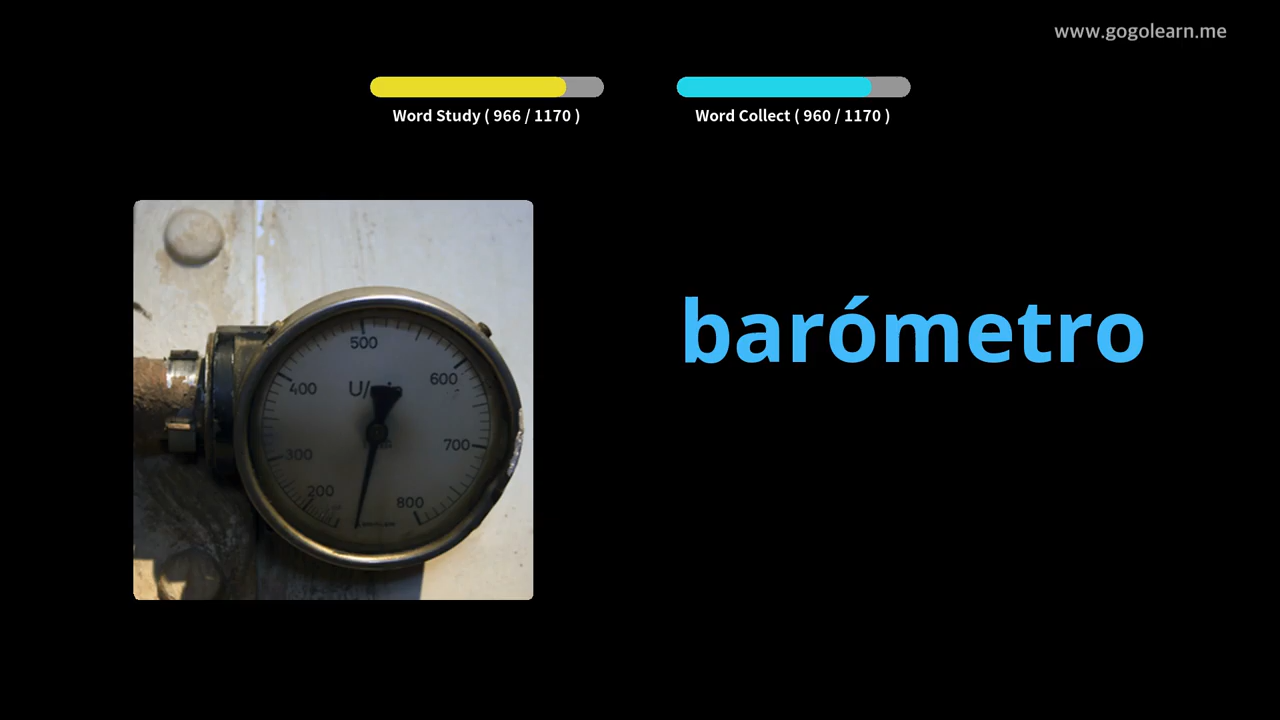 www.gogolearn.me
Word Study ( 966 / 1170 )
Word Collect ( 960 / 1170 )
barómetro
500
400
600
300
700
200
800